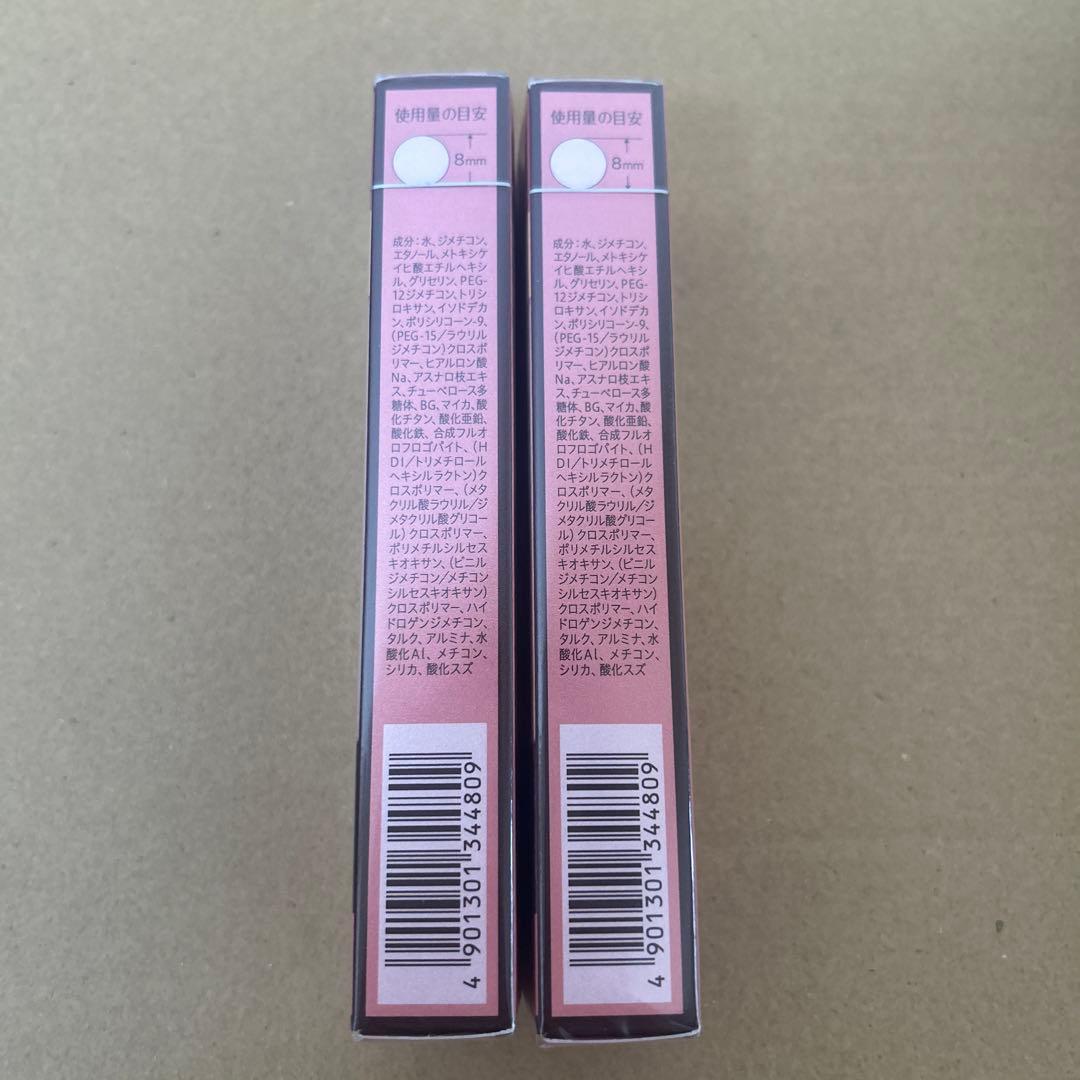 使用量の目安
8mm
成分:水、ジメチコン、
エタノール、メトキシケ
イヒ酸エチルヘキシ
ル、グリセリン、PEG-
12ジメチコン、トリシ
ロキサン、イソドデカ
ン、ポリシリコーン-9、
(PEG-15/ラウリル
ジメチコン)クロスポ
リマー、ヒアルロン酸
Na、アスナロ枝エキ
ス、チューベロース多
糖体、BG、マイカ、酸
化チタン、酸化亜鉛、
酸化鉄、合成フルオ
ロフロゴパイト、(H
DI/トリメチロール
ヘキシルラクトン)ク
ロスポリマー、(メタ
クリル酸ラウリル/ジ
メタクリル酸グリコー
ル)クロスポリマー、
ポリメチルシルセス
キオキサン、(ビニル
ジメチコン/メチコン
シルセスキオキサン)
クロスポリマー、ハイ
ドロゲンジメチコン、
タルク、アルミナ、水
酸化Al、メチコン、
シリカ、酸化スズ
4 901301 344809
使用量の目安
8mm
成分:水、ジメチコン、
エタノール、メトキシケ
イヒ酸エチルヘキシ
ル、グリセリン、PEG-
12ジメチコン、トリシ
ロキサン、イソドデカ
ン、ポリシリコーン-9、
(PEG-15/ラウリル
ジメチコン)クロスポ
リマー、ヒアルロン酸
Na、アスナロ枝エキ
ス、チューベロース多
糖体、BG、マイカ、酸
化チタン、酸化亜鉛、
酸化鉄、合成フルオ
ロフロゴパイト、(H
DI/トリメチロール
ヘキシルラクトン)ク
ロスポリマー、(メタ
クリル酸ラウリル/ジ
メタクリル酸グリコー
ル)クロスポリマー、
ポリメチルシルセス
キオキサン、(ビニル
ジメチコン/メチコン
シルセスキオキサン)
クロスポリマー、ハイ
ドロゲンジメチコン、
タルク、アルミナ、水
酸化Al、メチコン、
シリカ、酸化スズ
4 901301 344809